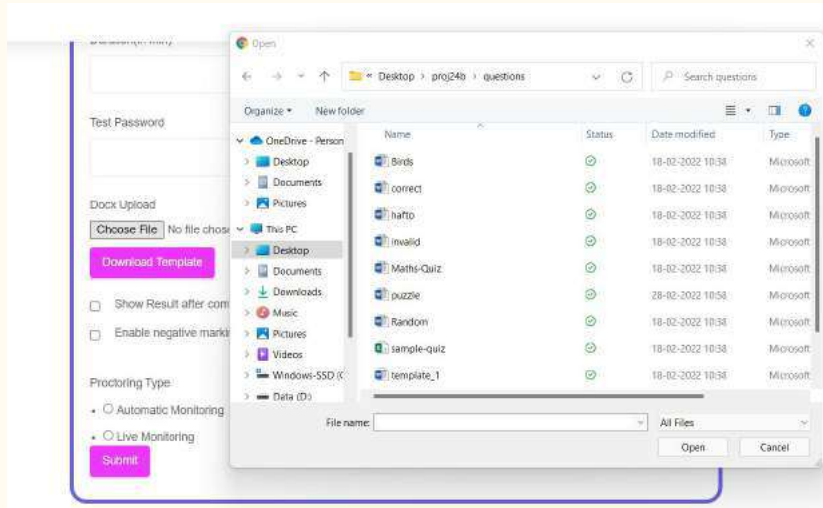 Duration(in min)
Test Password
Docx Upload
Choose File No file chose
Download Template
Show Result after com
Enable negative marki
Proctoring Type
Automatic Monitoring
Live Monitoring
Submit
Open
« Desktop › proj24b › questions
Search questions
Organize
New folder
OneDrive - Person
Desktop
Documents
Pictures
This PC
Desktop
Documents
Downloads
Music
Pictures
Videos
Windows-SSD (C
Data (D:)
Name Status Date modified Type
Birds 18-02-2022 10:38 Microsoft
correct 18-02-2022 10:38 Microsoft
hafto 18-02-2022 10:38 Microsoft
invalid 18-02-2022 10:38 Microsoft
Maths-Quiz 18-02-2022 10:38 Microsoft
puzzle 28-02-2022 10:58 Microsoft
Random 18-02-2022 10:38 Microsoft
sample-quiz 18-02-2022 10:38 Microsoft
template_1 18-02-2022 10:38 Microsoft
File name:
All Files
Open
Cancel